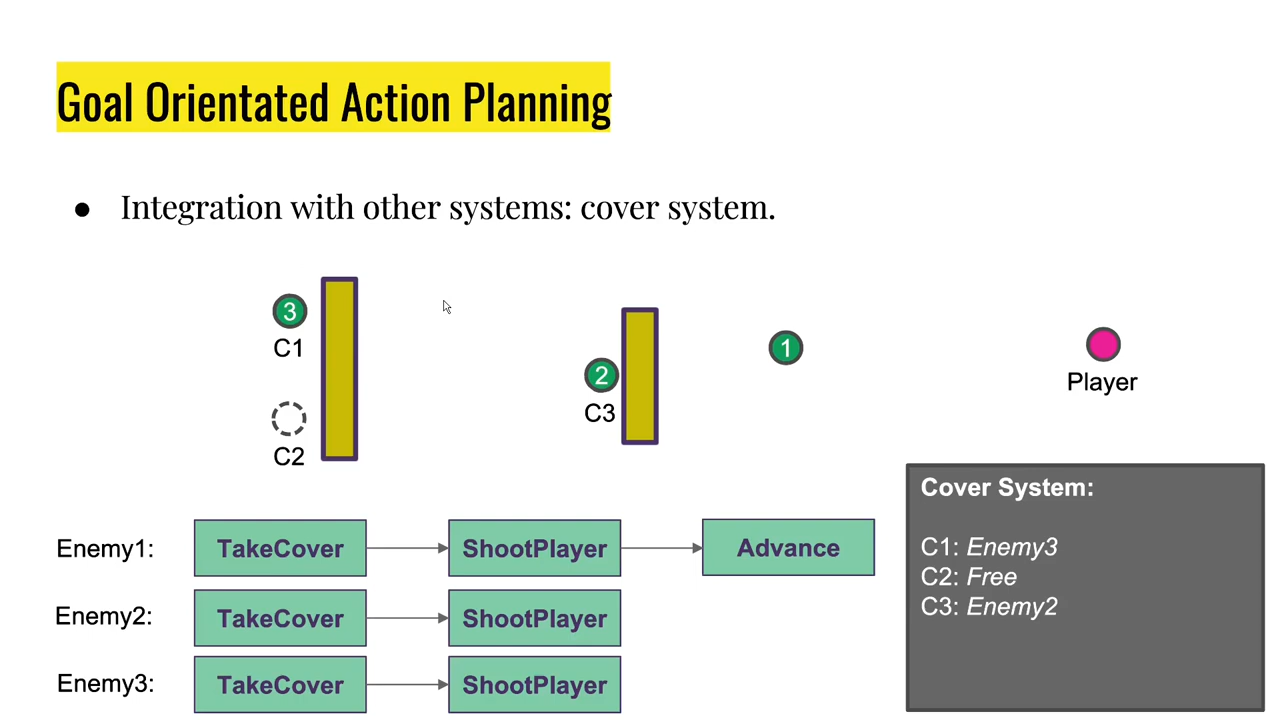 Goal Orientated Action Planning
● Integration with other systems: cover system.
3
C1
C2
2
C3
1
Player
Enemy1: TakeCover ShootPlayer Advance
Enemy2: TakeCover ShootPlayer
Enemy3: TakeCover ShootPlayer
Cover System:
C1: Enemy3
C2: Free
C3: Enemy2